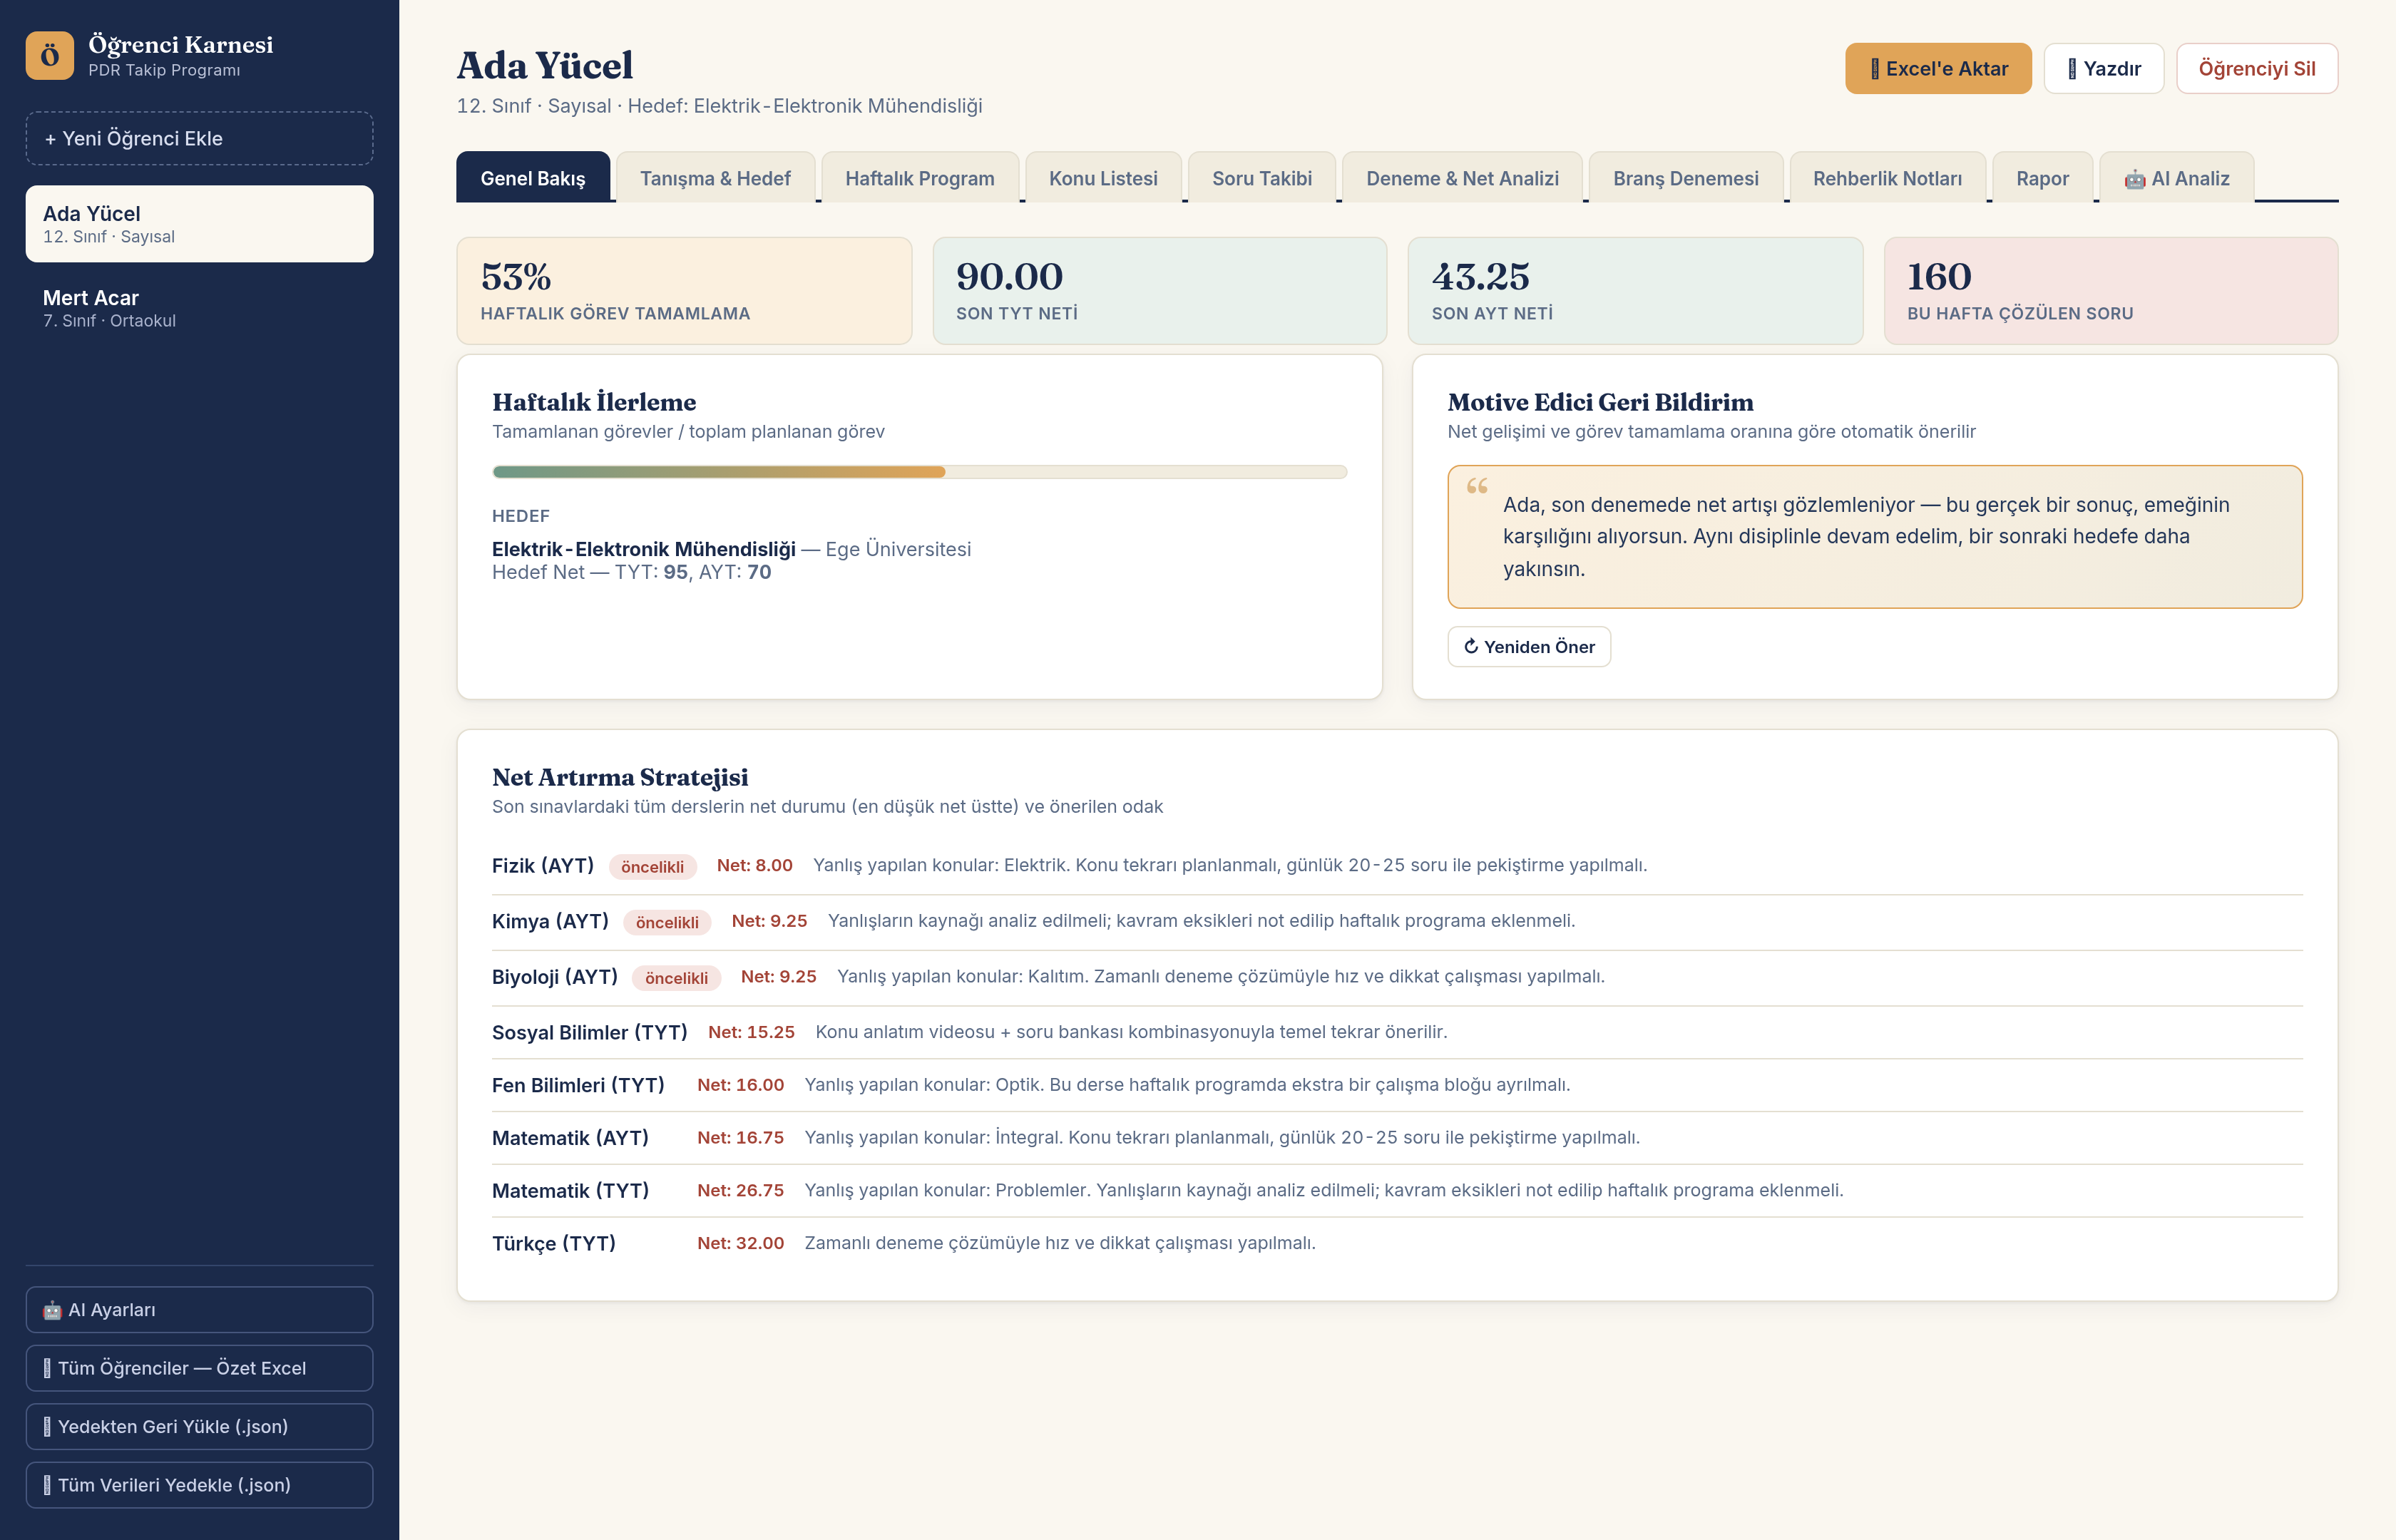 Ö
Öğrenci Karnesi
PDR Takip Programı
+ Yeni Öğrenci Ekle
Ada Yücel
12. Sınıf · Sayısal
Mert Acar
7. Sınıf · Ortaokul
🤖 AI Ayarları
Tüm Öğrenciler — Özet Excel
Yedekten Geri Yükle (.json)
Tüm Verileri Yedekle (.json)
Ada Yücel
12. Sınıf · Sayısal · Hedef: Elektrik-Elektronik Mühendisliği
Excel'e Aktar
Yazdır
Öğrenciyi Sil
Genel Bakış
Tanışma & Hedef
Haftalık Program
Konu Listesi
Soru Takibi
Deneme & Net Analizi
Branş Denemesi
Rehberlik Notları
Rapor
🤖 AI Analiz
53%
HAFTALIK GÖREV TAMAMLAMA
90.00
SON TYT NETİ
43.25
SON AYT NETİ
160
BU HAFTA ÇÖZÜLEN SORU
Haftalık İlerleme
Tamamlanan görevler / toplam planlanan görev
HEDEF
Elektrik-Elektronik Mühendisliği — Ege Üniversitesi
Hedef Net — TYT: 95, AYT: 70
Motive Edici Geri Bildirim
Net gelişimi ve görev tamamlama oranına göre otomatik önerilir
“
Ada, son denemede net artışı gözlemleniyor — bu gerçek bir sonuç, emeğinin
karşılığını alıyorsun. Aynı disiplinle devam edelim, bir sonraki hedefe daha
yakınsın.
↻ Yeniden Öner
Net Artırma Stratejisi
Son sınavlardaki tüm derslerin net durumu (en düşük net üstte) ve önerilen odak
Fizik (AYT) öncelikli Net: 8.00 Yanlış yapılan konular: Elektrik. Konu tekrarı planlanmalı, günlük 20-25 soru ile pekiştirme yapılmalı.
Kimya (AYT) öncelikli Net: 9.25 Yanlışların kaynağı analiz edilmeli; kavram eksikleri not edilip haftalık programa eklenmeli.
Biyoloji (AYT) öncelikli Net: 9.25 Yanlış yapılan konular: Kalıtım. Zamanlı deneme çözümüyle hız ve dikkat çalışması yapılmalı.
Sosyal Bilimler (TYT) Net: 15.25 Konu anlatım videosu + soru bankası kombinasyonuyla temel tekrar önerilir.
Fen Bilimleri (TYT) Net: 16.00 Yanlış yapılan konular: Optik. Bu derse haftalık programda ekstra bir çalışma bloğu ayrılmalı.
Matematik (AYT) Net: 16.75 Yanlış yapılan konular: İntegral. Konu tekrarı planlanmalı, günlük 20-25 soru ile pekiştirme yapılmalı.
Matematik (TYT) Net: 26.75 Yanlış yapılan konular: Problemler. Yanlışların kaynağı analiz edilmeli; kavram eksikleri not edilip haftalık programa eklenmeli.
Türkçe (TYT) Net: 32.00 Zamanlı deneme çözümüyle hız ve dikkat çalışması yapılmalı.